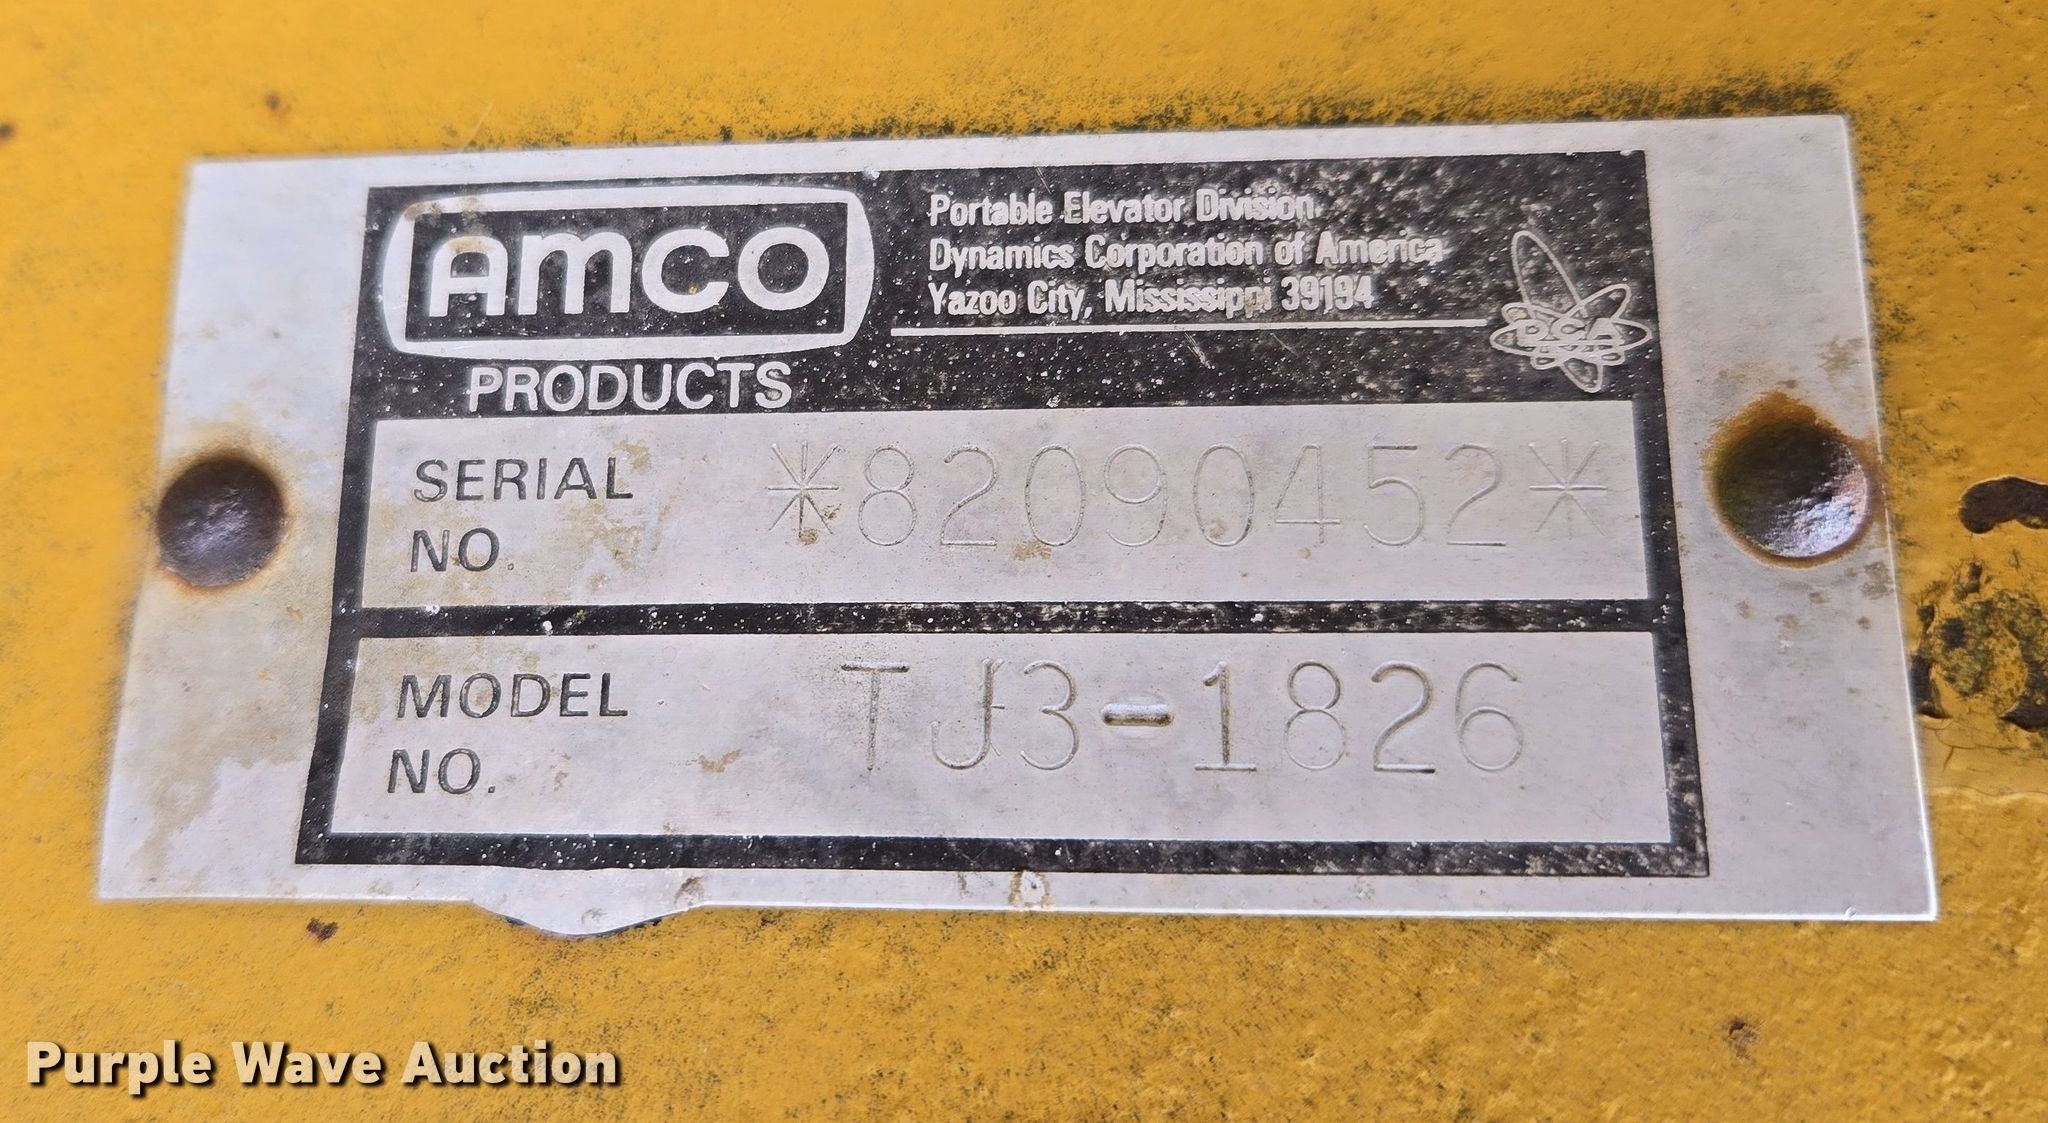 AMCO
PRODUCTS
Portable Elevator Division
Dynamics Corporation of America
Yazoo City, Mississippi 39194
DCA
SERIAL NO. *82090452*
MODEL NO. TJ3-1826
Purple Wave Auction